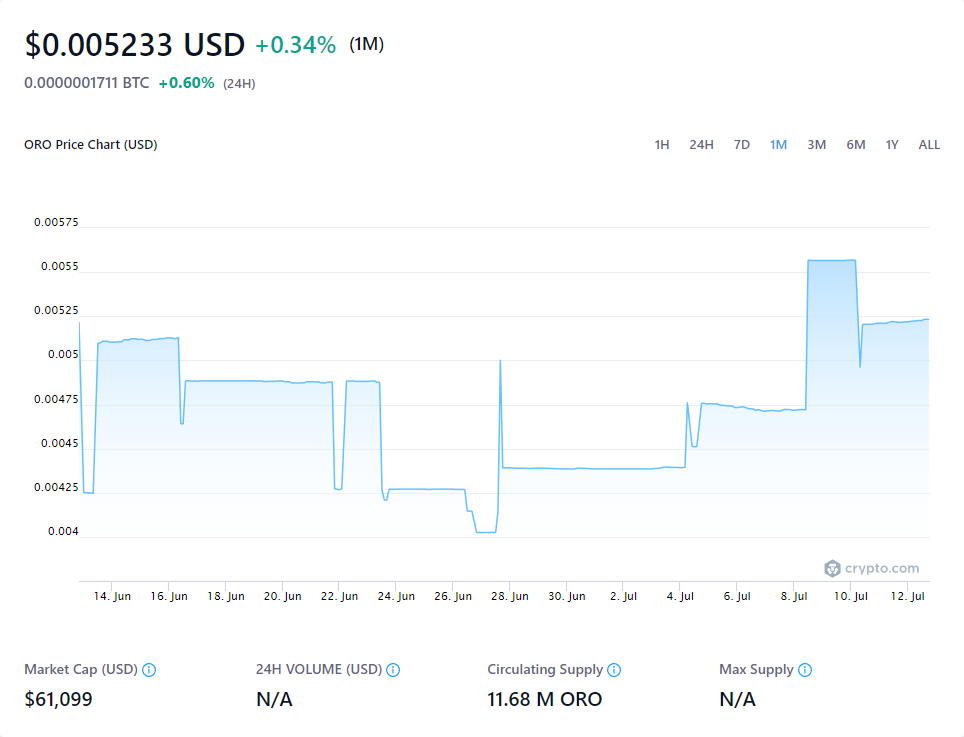 $0.005233 USD +0.34% (1M)
0.0000001711 BTC +0.60% (24H)
ORO Price Chart (USD) 1H 24H 7D 1M 3M 6M 1Y ALL
0.00575
0.0055
0.00525
0.005
0.00475
0.0045
0.00425
0.004
crypto.com
14. Jun 16. Jun 18. Jun 20. Jun 22. Jun 24. Jun 26. Jun 28. Jun 30. Jun 2. Jul 4. Jul 6. Jul 8. Jul 10. Jul 12. Jul
Market Cap (USD) 24H VOLUME (USD) Circulating Supply Max Supply
$61,099 N/A 11.68 M ORO N/A